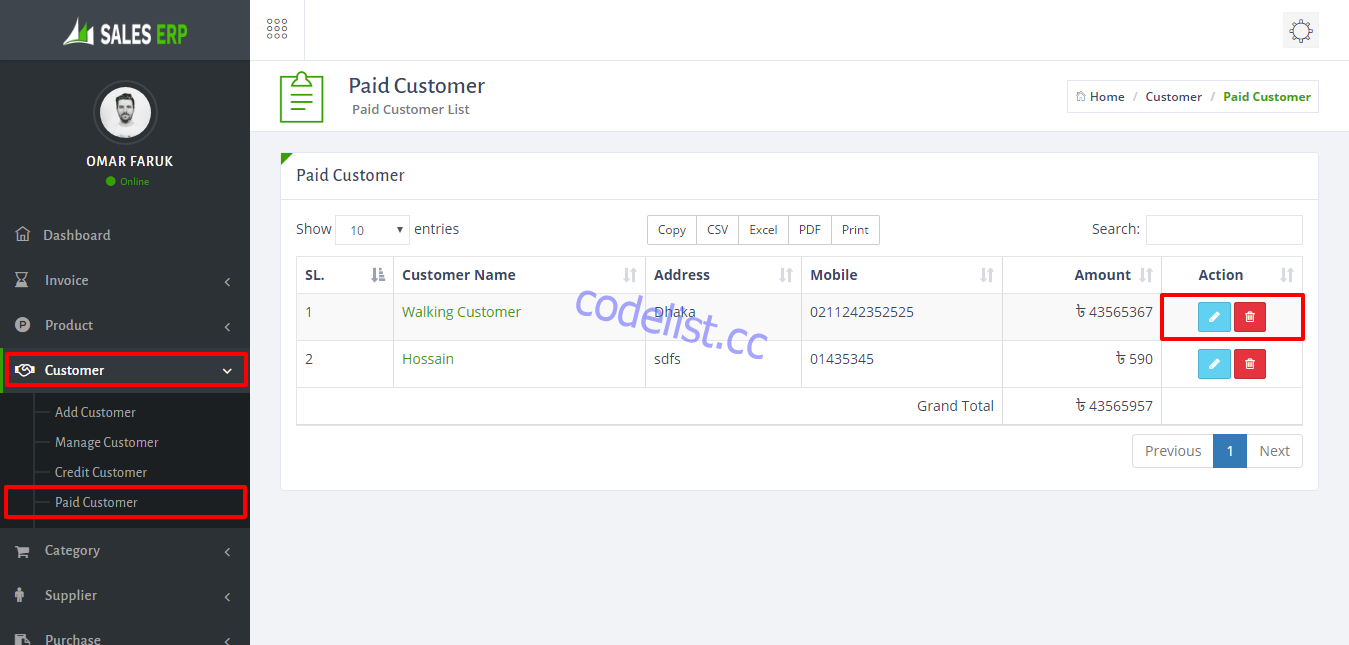 SALES ERP
OMAR FARUK
Online
Dashboard
Invoice
P Product
Customer
Add Customer
Manage Customer
Credit Customer
Paid Customer
Category
Supplier
Purchase
Paid Customer
Paid Customer List
Home / Customer / Paid Customer
Paid Customer
Show 10 entries
Copy CSV Excel PDF Print
Search:
SL. Customer Name Address Mobile Amount Action
1 Walking Customer Dhaka 0211242352525 ৳ 43565367
2 Hossain sdfs 01435345 ৳ 590
Grand Total ৳ 43565957
Previous 1 Next
codelist.cc